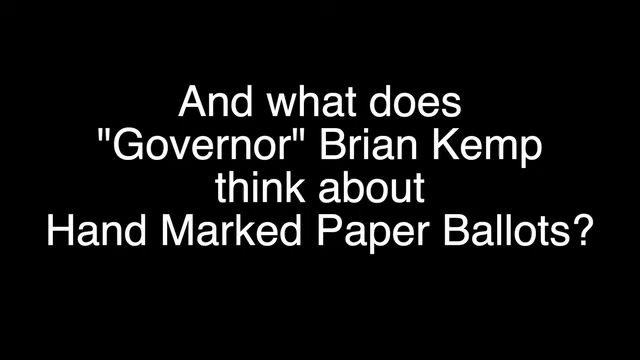 And what does
"Governor" Brian Kemp
think about
Hand Marked Paper Ballots?